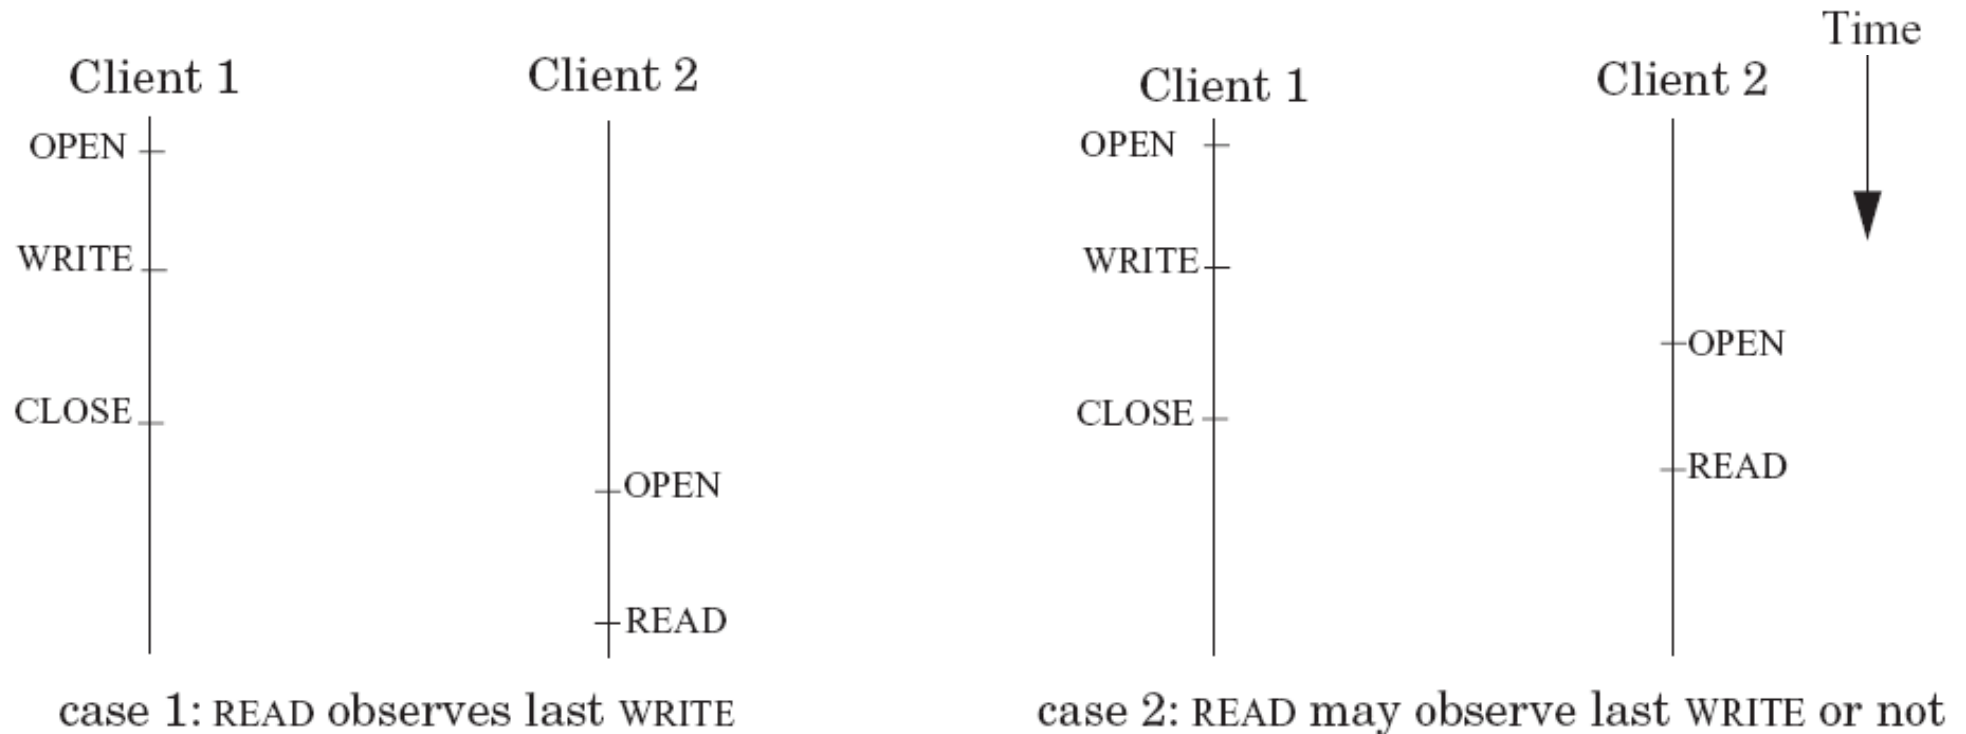 Client 1
Client 2
OPEN
WRITE
CLOSE
OPEN
READ
case 1: READ observes last WRITE
Time
Client 1
Client 2
OPEN
WRITE
OPEN
CLOSE
READ
case 2: READ may observe last WRITE or not